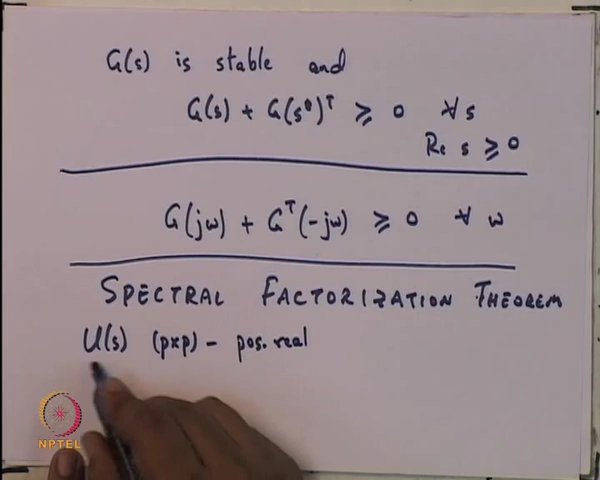 G(s) is stable and
G(s) + G(s*)ᵀ ≥ 0 ∀ s
Re s ≥ 0
G(jω) + Gᵀ(-jω) ≥ 0 ∀ ω
SPECTRAL FACTORIZATION THEOREM
U(s) (p×p) - pos. real
NPTEL